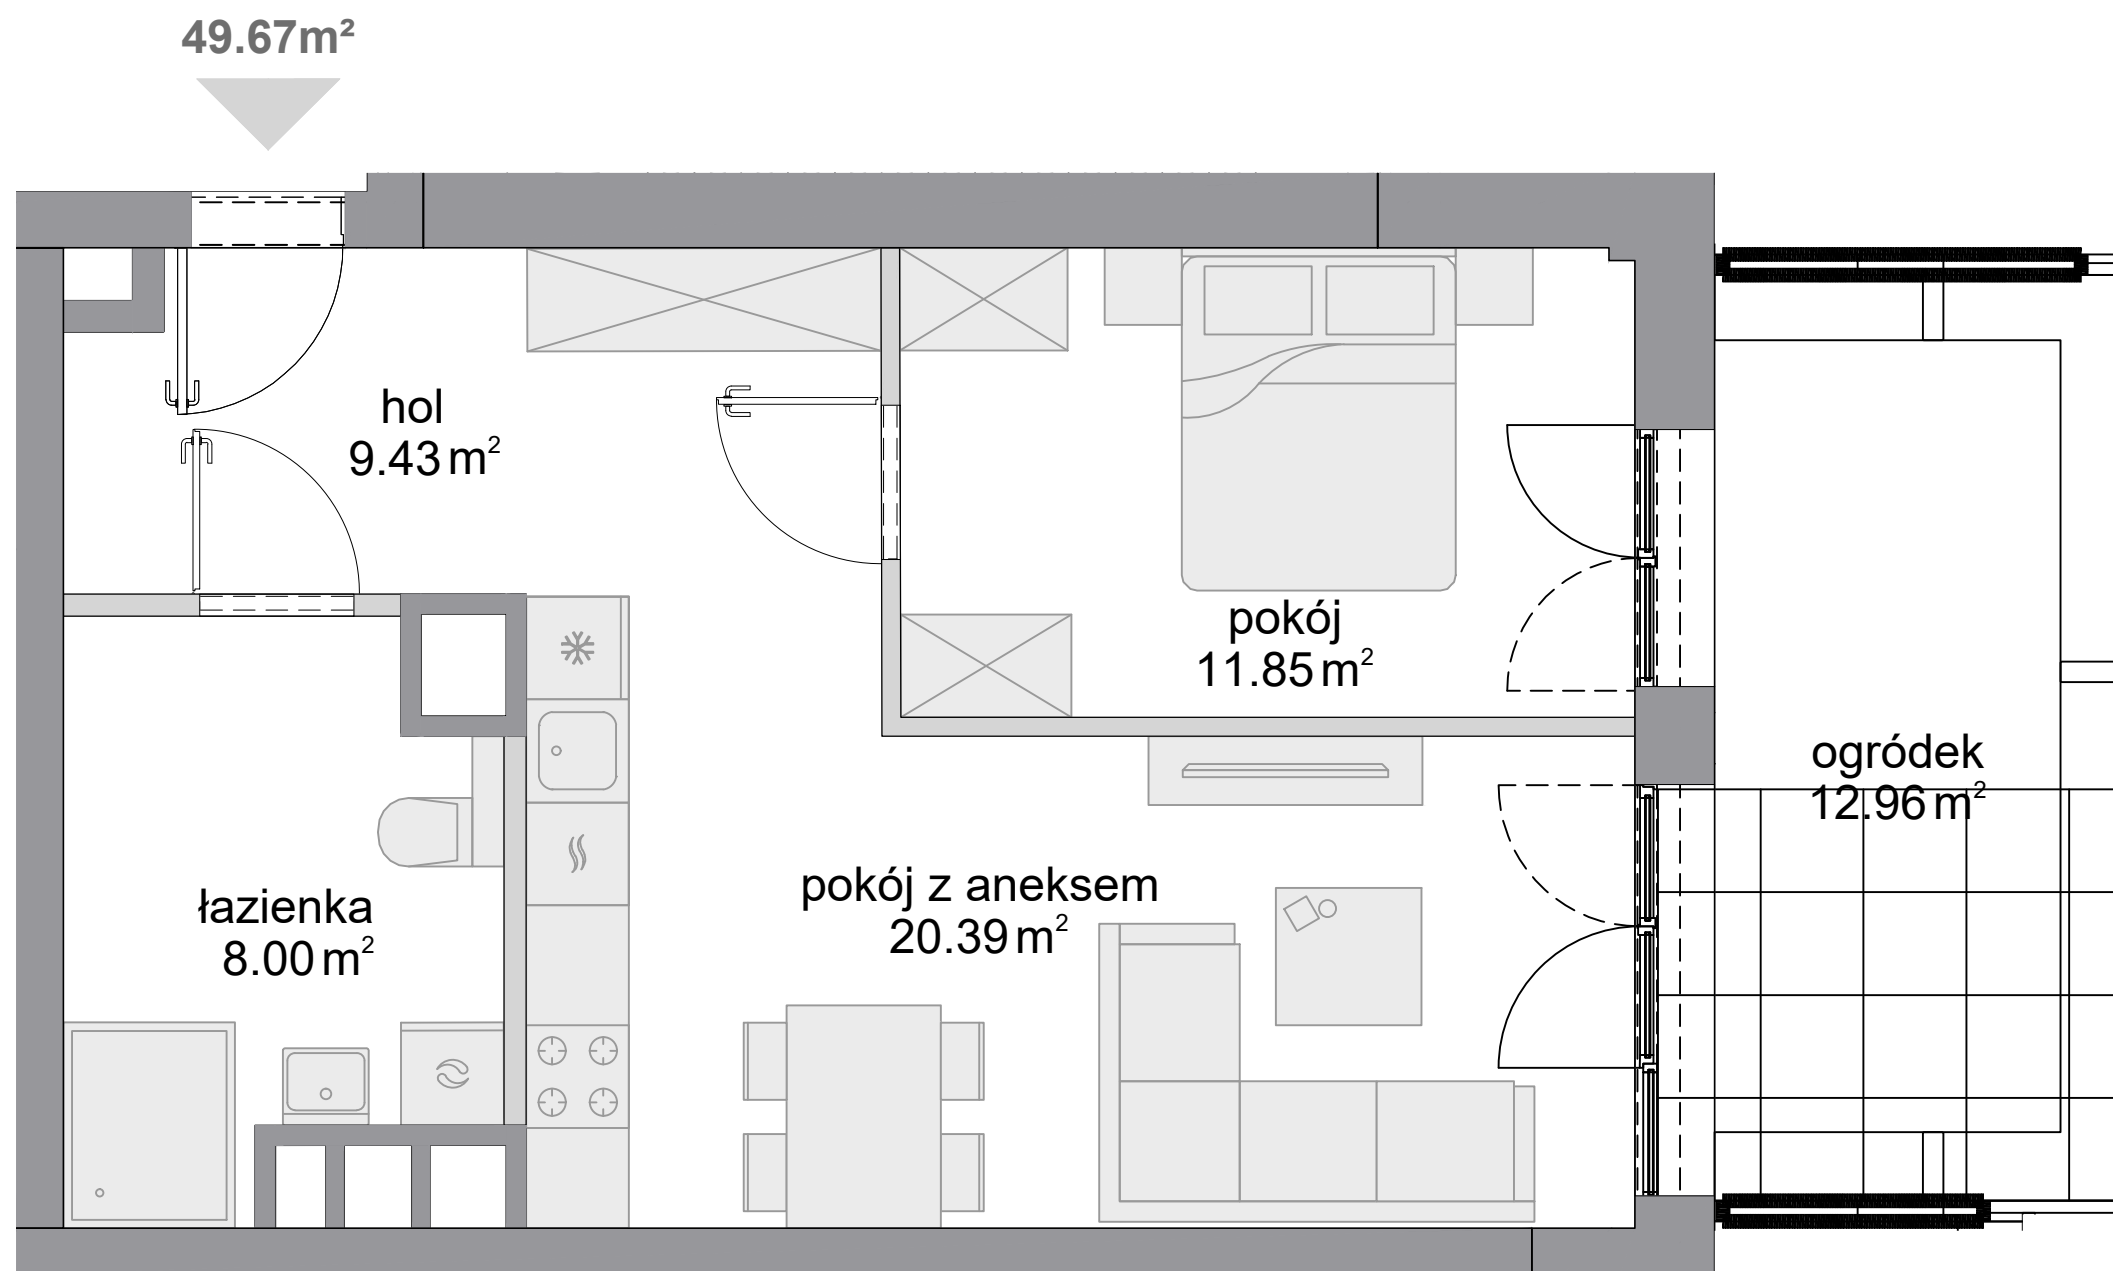 49.67m²
hol
9.43 m²
pokój
11.85 m²
ogródek
12.96 m²
pokój z aneksem
20.39 m²
łazienka
8.00 m²